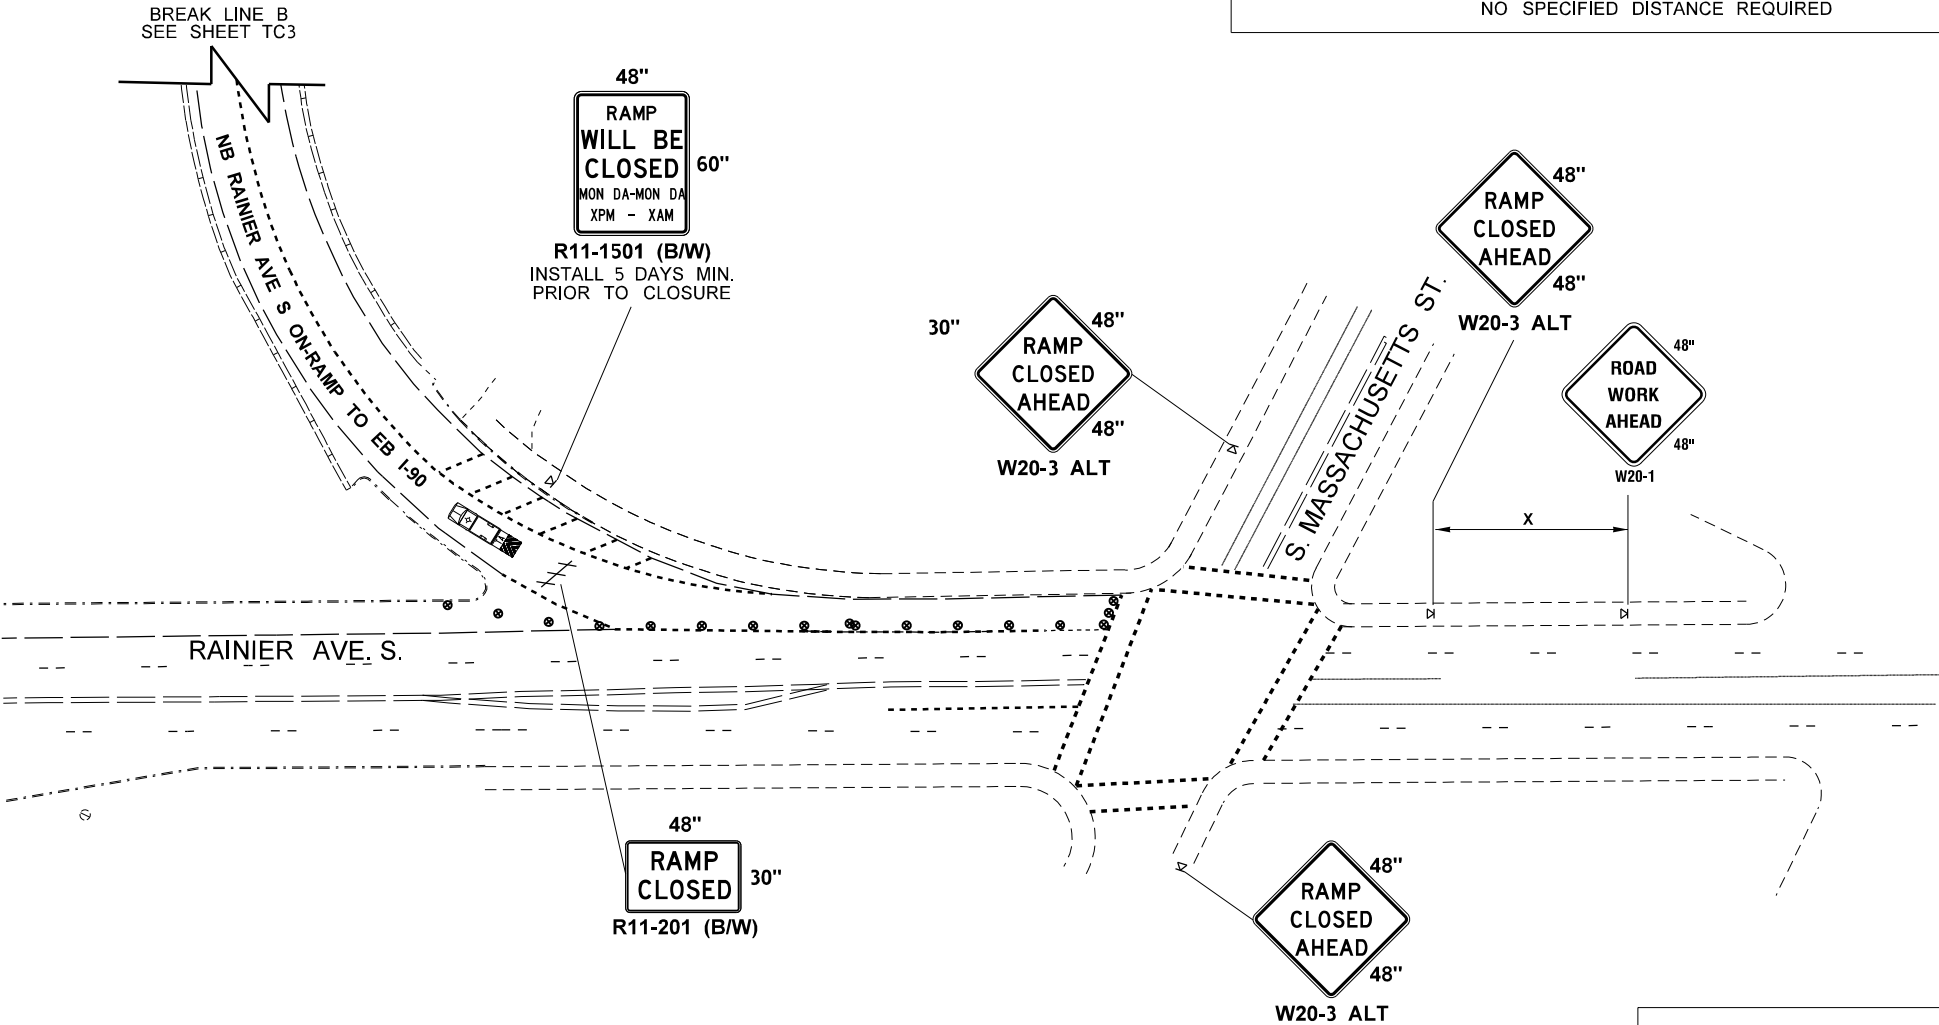 BREAK LINE B
SEE SHEET TC3
NO SPECIFIED DISTANCE REQUIRED
48"
RAMP
WILL BE
CLOSED
MON DA-MON DA
XPM - XAM
60"
R11-1501 (B/W)
INSTALL 5 DAYS MIN.
PRIOR TO CLOSURE
NB RAINIER AVE S ON-RAMP TO EB I-90
30"
48"
RAMP
CLOSED
AHEAD
48"
W20-3 ALT
48"
RAMP
CLOSED
AHEAD
48"
W20-3 ALT
48"
ROAD
WORK
AHEAD
48"
W20-1
X
S. MASSACHUSETTS ST.
RAINIER AVE. S.
48"
RAMP
CLOSED
30"
R11-201 (B/W)
48"
RAMP
CLOSED
AHEAD
48"
W20-3 ALT